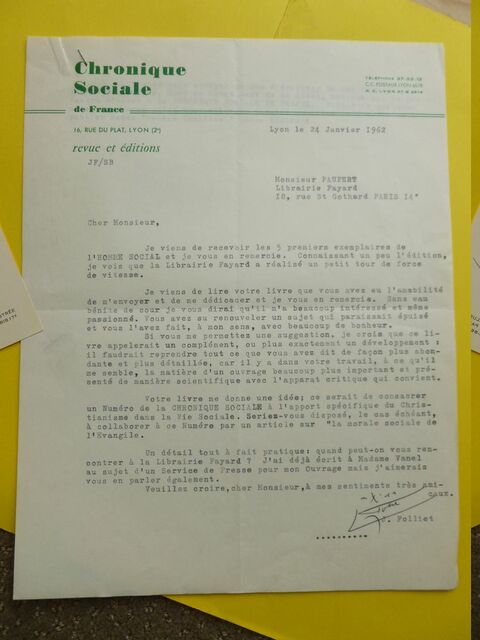 Chronique
Sociale
de France
TÉLÉPHONE 37-33-12
16, RUE DU PLAT, LYON (2e)
revue et éditions
JF/SB
Lyon le 24 Janvier 1962
Monsieur PAUPERT
Librairie Fayard
18, rue St Gothard PARIS 14°
Cher Monsieur,
Je viens de recevoir les 5 premiers exemplaires de
l'HOMME SOCIAL et je vous en remercie. Connaissant un peu l'édition,
je vois que la Librairie Fayard a réalisé un petit tour de force
de vitesse.
Je viens de lire votre livre que vous avez eu l'amabilité
de m'envoyer et de me dédicacer et je vous en remercie. Sans eau
bénite de cour je vous dirai qu'il m'a beaucoup intéressé et même
passionné. Vous avez su renouveler un sujet qui paraissait épuisé
et vous l'avez fait, à mon sens, avec beaucoup de bonheur.
Si vous me permettez une suggestion, je crois que ce li-
vre appelerait un complément, ou plus exactement un développement :
il faudrait reprendre tout ce que vous avez dit de façon plus abon-
dante et plus détaillée, car il y a dans votre travail, à ce qu'il
me semble, la matière d'un ouvrage beaucoup plus important et pré-
senté de manière scientifique avec l'apparat critique qui convient.
Votre livre me donne une idée; ce serait de consacrer
un Numéro de la CHRONIQUE SOCIALE à l'apport spécifique du Chris-
tianisme dans la Vie Sociale. Seriez-vous disposé, le cas échéant,
à collaborer à ce Numéro par un article sur "la morale sociale de
l'Evangile.
Un détail tout à fait pratique: quand peut-on vous ren-
contrer à la Librairie Fayard ? J'ai déjà écrit à Madame Vanel
au sujet d'un Service de Presse pour mon Ouvrage mais j'aimerais
vous en parler également.
Veuillez croire, cher Monsieur, à mes sentiments très ami-
caux.
J. Folliet